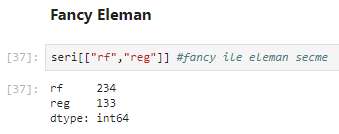 Fancy Eleman
[37]: seri[["rf","reg"]] #fancy ile eleman secme
[37]: rf     234
reg    133
dtype: int64